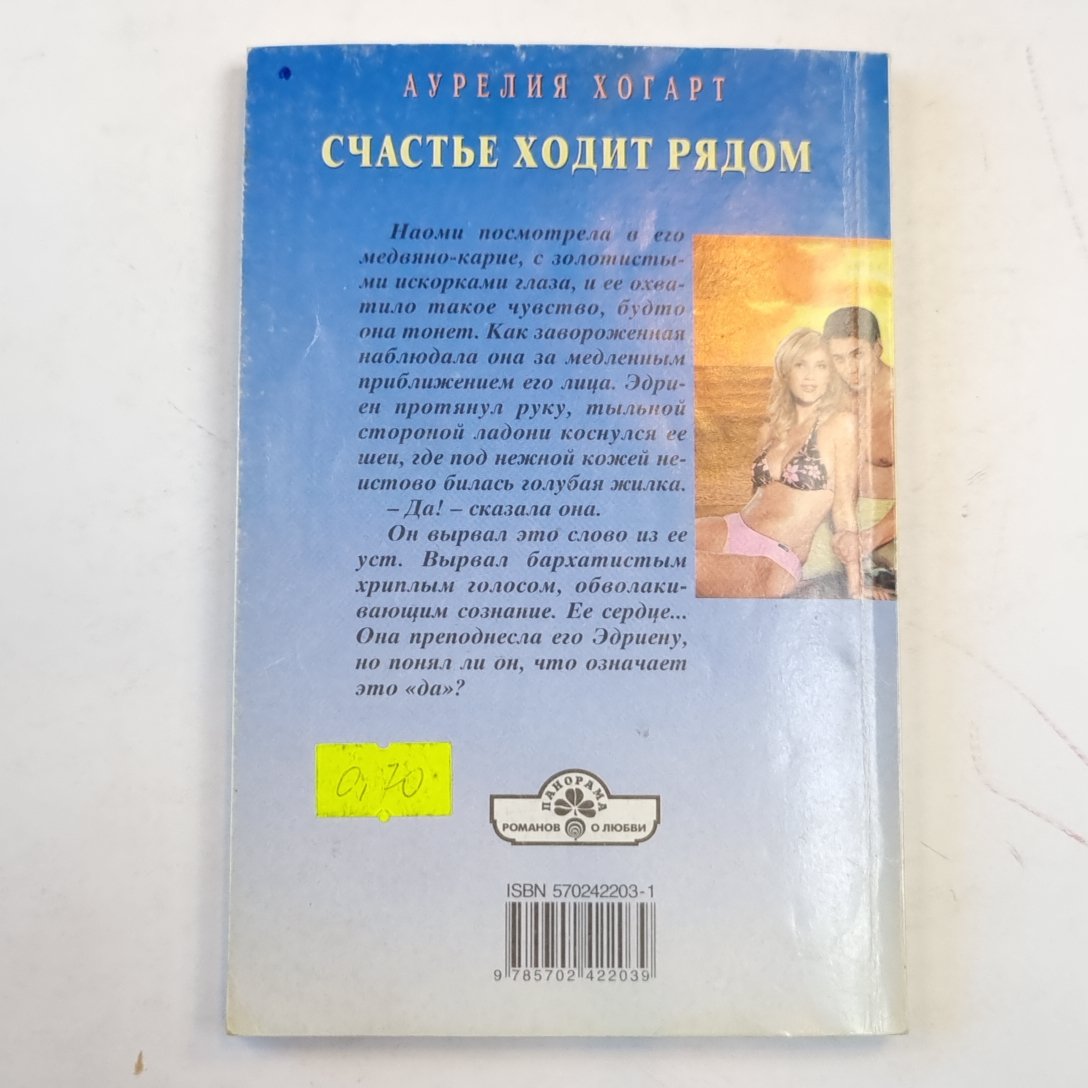 АУРЕЛИЯ ХОГАРТ
СЧАСТЬЕ ХОДИТ РЯДОМ
Наоми посмотрела в его
медвяно-карие, с золотисты-
ми искорками глаза, и ее охва-
тило такое чувство, будто
она тонет. Как завороженная
наблюдала она за медленным
приближением его лица. Эдри-
ен протянул руку, тыльной
стороной ладони коснулся ее
шеи, где под нежной кожей не-
истово билась голубая жилка.
– Да! – сказала она.
Он вырвал это слово из ее
уст. Вырвал бархатистым
хриплым голосом, обволаки-
вающим сознание. Ее сердце...
Она преподнесла его Эдриену,
но понял ли он, что означает
это «да»?
0,70
ПАНОРАМА
РОМАНОВ О ЛЮБВИ
ISBN 570242203-1
9 785702 422039